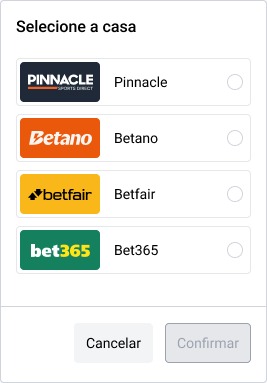 Selecione a casa
PINNACLE
SPORTS DIRECT
Pinnacle
Betano
Betano
betfair
Betfair
bet365
Bet365
Cancelar
Confirmar